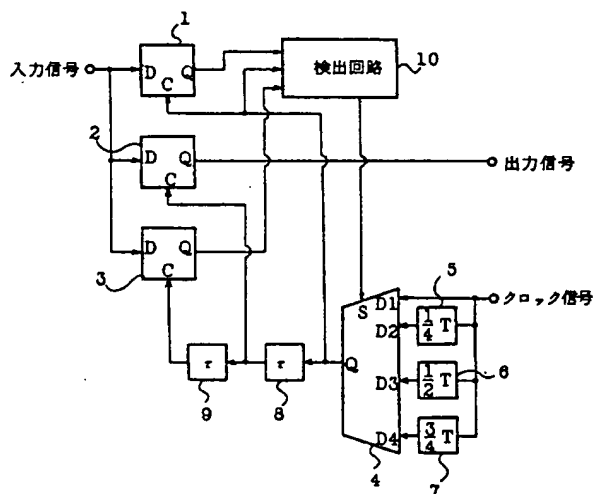 1
入力信号
D Q
C
検出回路
10
2
D Q
C
出力信号
D Q
C
3
5
クロック信号
S D1
D2
1/4 T
Q
D3
1/2 T
6
τ
τ
9
8
D4
3/4 T
4
7